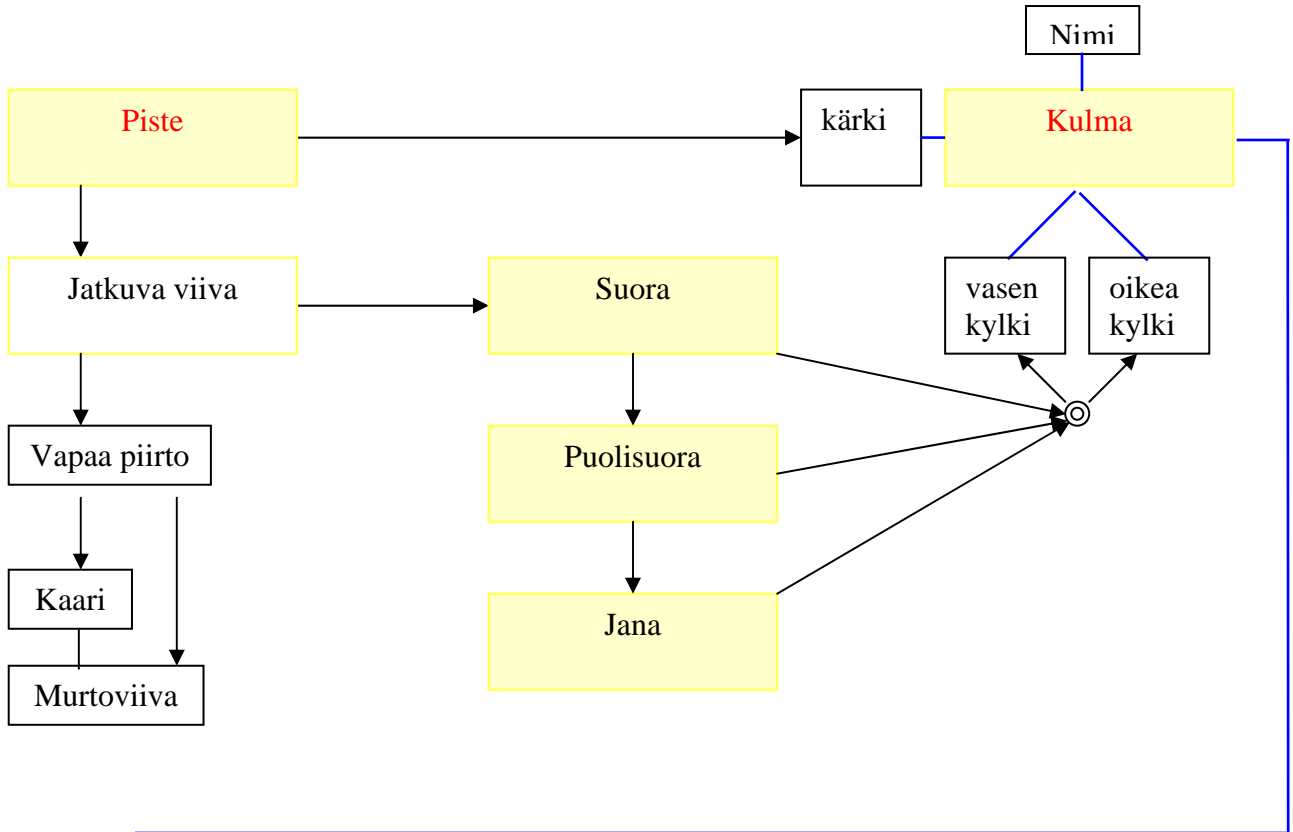 Nimi
Piste
kärki
Kulma
Jatkuva viiva
Suora
vasen
kylki
oikea
kylki
Vapaa piirto
Puolisuora
Kaari
Jana
Murtoviiva